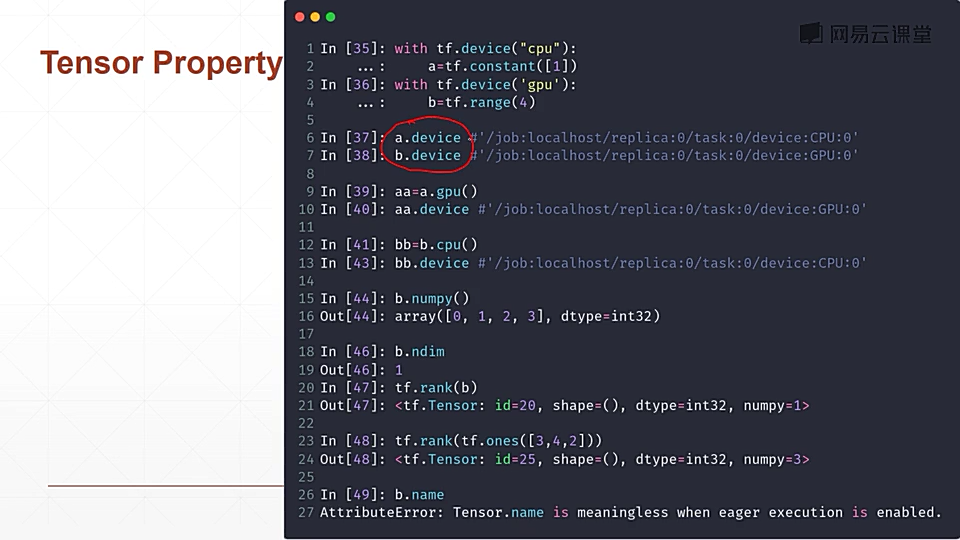 Tensor Property
网易云课堂
1 In [35]: with tf.device("cpu"):
2 ...: a=tf.constant([1])
3 In [36]: with tf.device('gpu'):
4 ...: b=tf.range(4)
5
6 In [37]: a.device #'/job:localhost/replica:0/task:0/device:CPU:0'
7 In [38]: b.device #'/job:localhost/replica:0/task:0/device:GPU:0'
8
9 In [39]: aa=a.gpu()
10 In [40]: aa.device #'/job:localhost/replica:0/task:0/device:GPU:0'
11
12 In [41]: bb=b.cpu()
13 In [43]: bb.device #'/job:localhost/replica:0/task:0/device:CPU:0'
14
15 In [44]: b.numpy()
16 Out[44]: array([0, 1, 2, 3], dtype=int32)
17
18 In [46]: b.ndim
19 Out[46]: 1
20 In [47]: tf.rank(b)
21 Out[47]: <tf.Tensor: id=20, shape=(), dtype=int32, numpy=1>
22
23 In [48]: tf.rank(tf.ones([3,4,2]))
24 Out[48]: <tf.Tensor: id=25, shape=(), dtype=int32, numpy=3>
25
26 In [49]: b.name
27 AttributeError: Tensor.name is meaningless when eager execution is enabled.